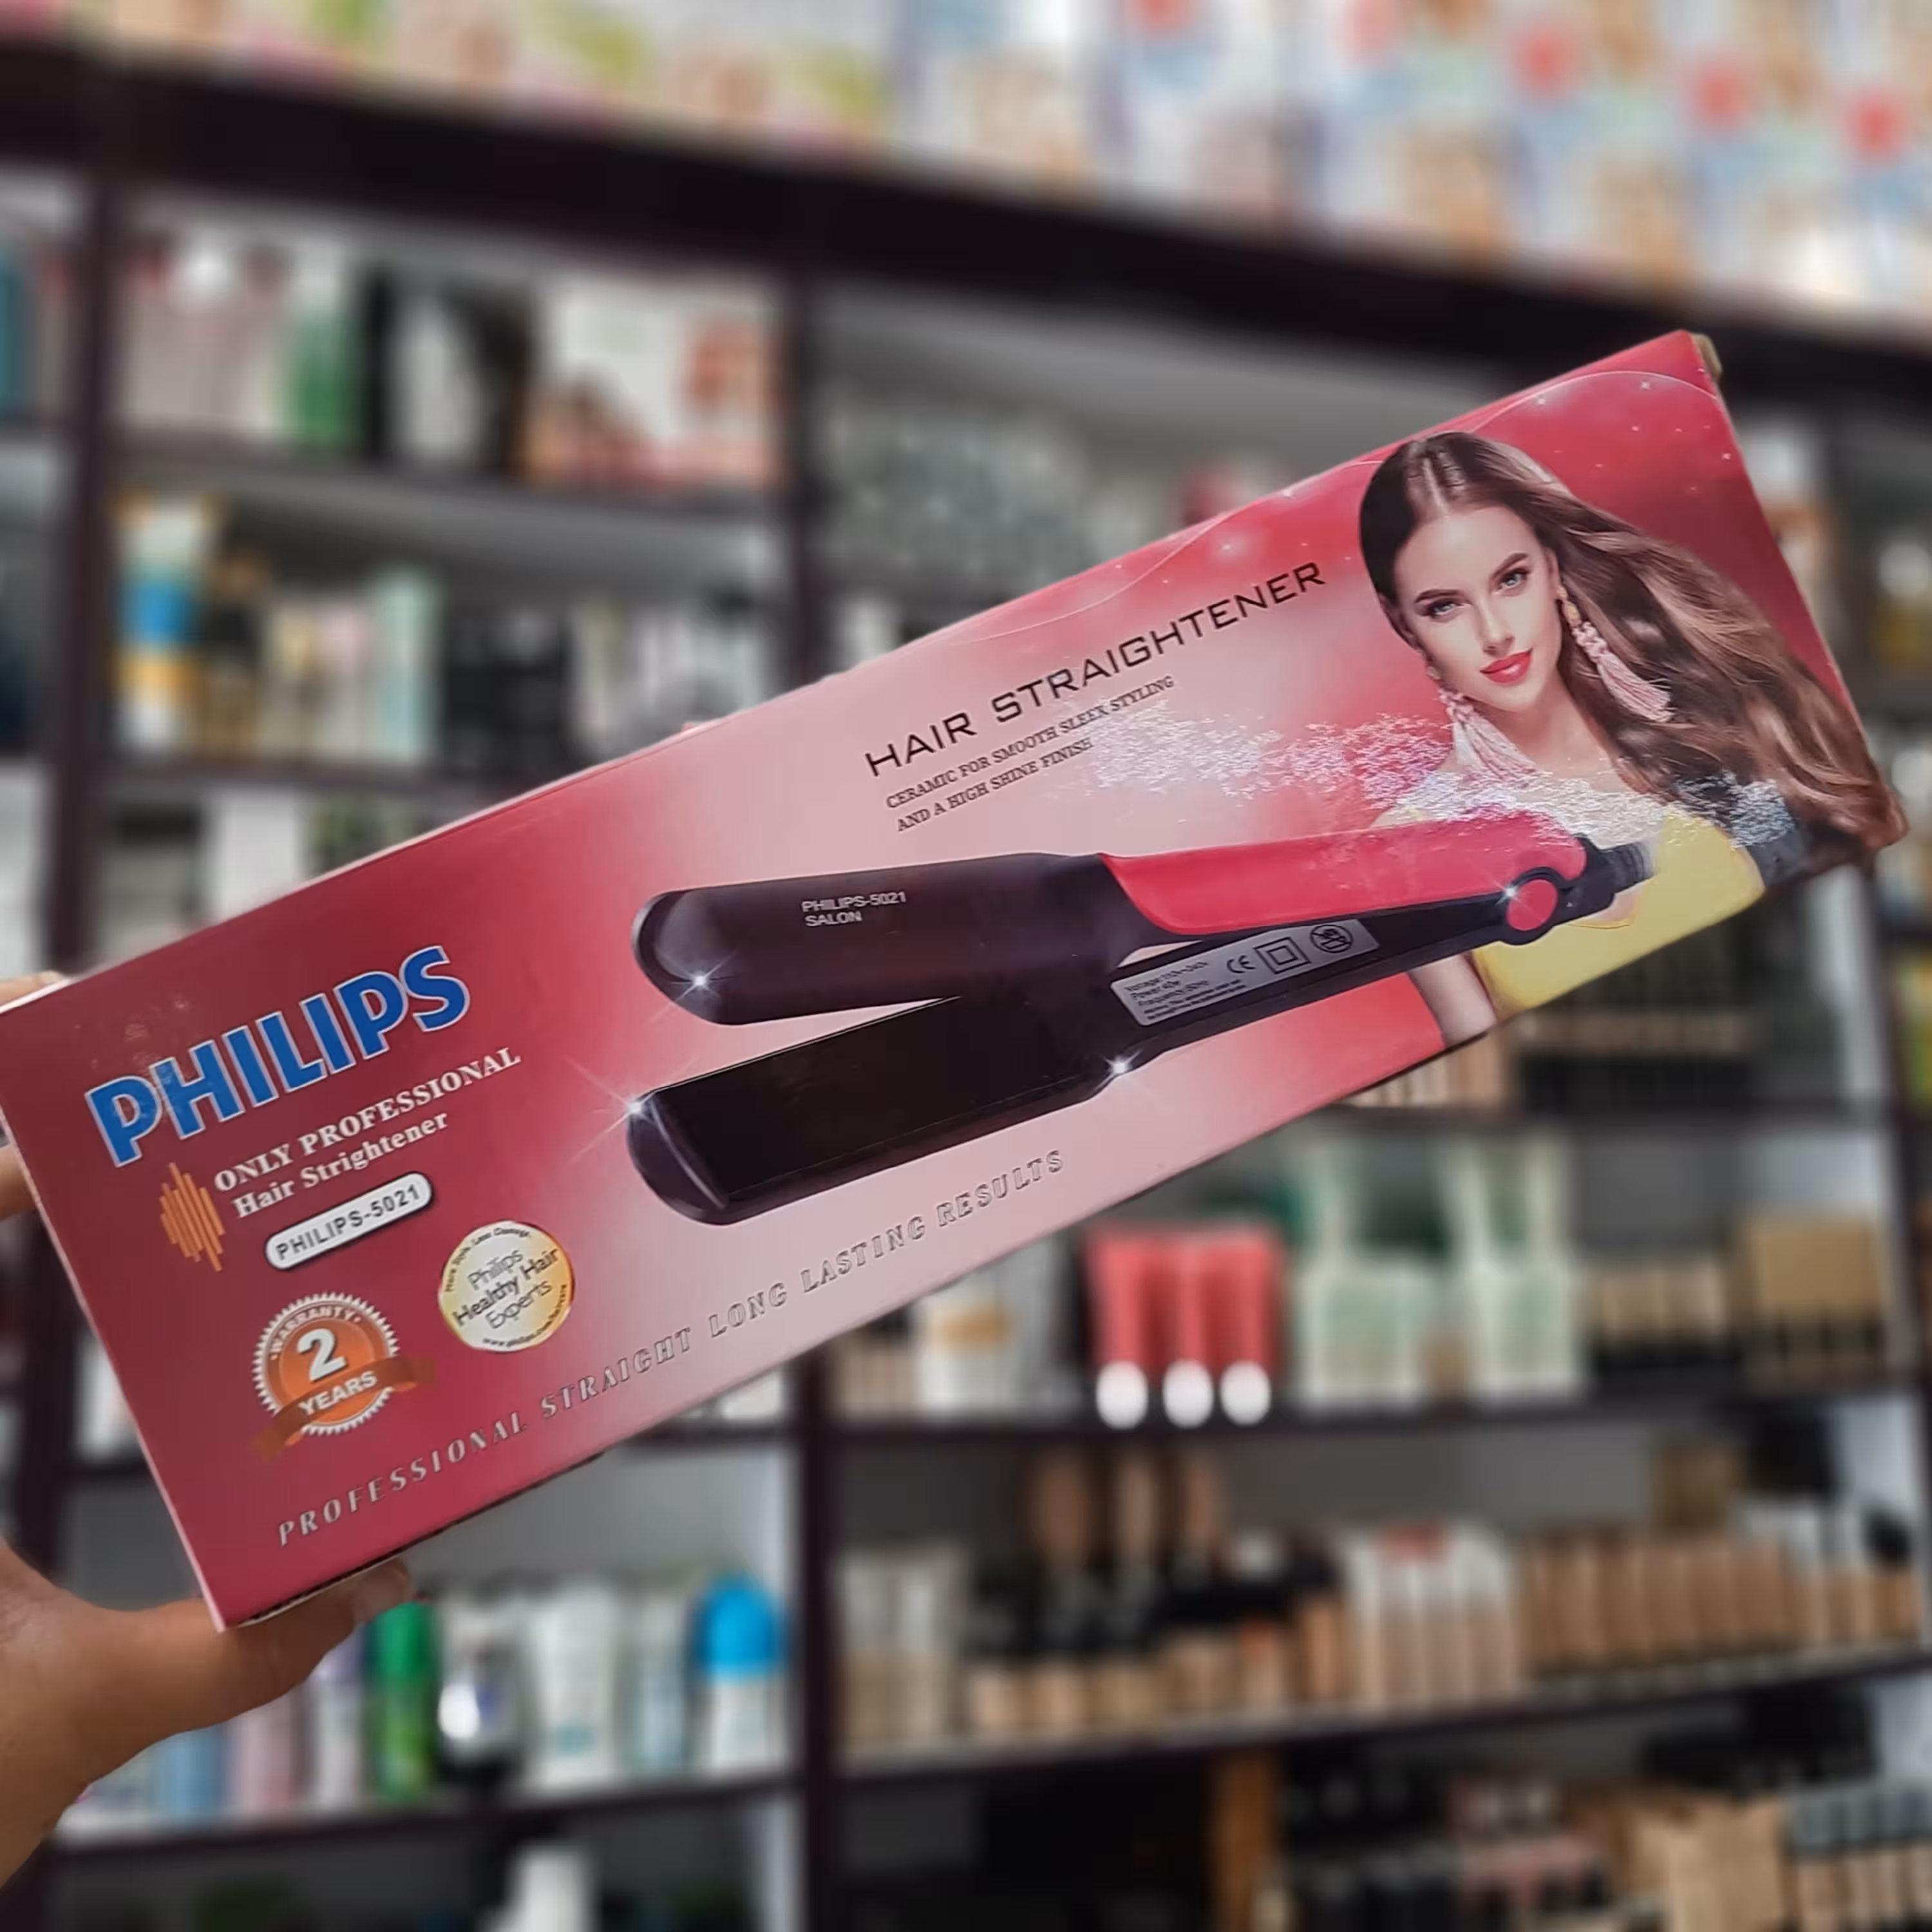 HAIR STRAIGHTENER
CERAMIC FOR SMOOTH SLEEK STYLING
AND A HIGH SHINE FINISH
PHILIPS-5021
SALON
CE
PHILIPS
ONLY PROFESSIONAL
Hair Strightener
PHILIPS-5021
Philips
Healthy Hair
Experts
WARRANTY
2
YEARS
PROFESSIONAL STRAIGHT LONG LASTING RESULTS